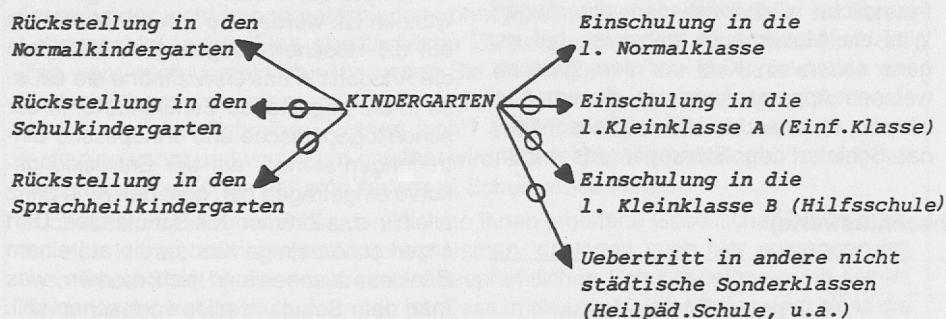 Rückstellung in den
Normalkindergarten
Rückstellung in den
Schulkindergarten
Rückstellung in den
Sprachheilkindergarten
KINDERGARTEN
Einschulung in die
1. Normalklasse
Einschulung in die
1.Kleinklasse A (Einf.Klasse)
Einschulung in die
1. Kleinklasse B (Hilfsschule)
Uebertritt in andere nicht
städtische Sonderklassen
(Heilpäd.Schule, u.a.)